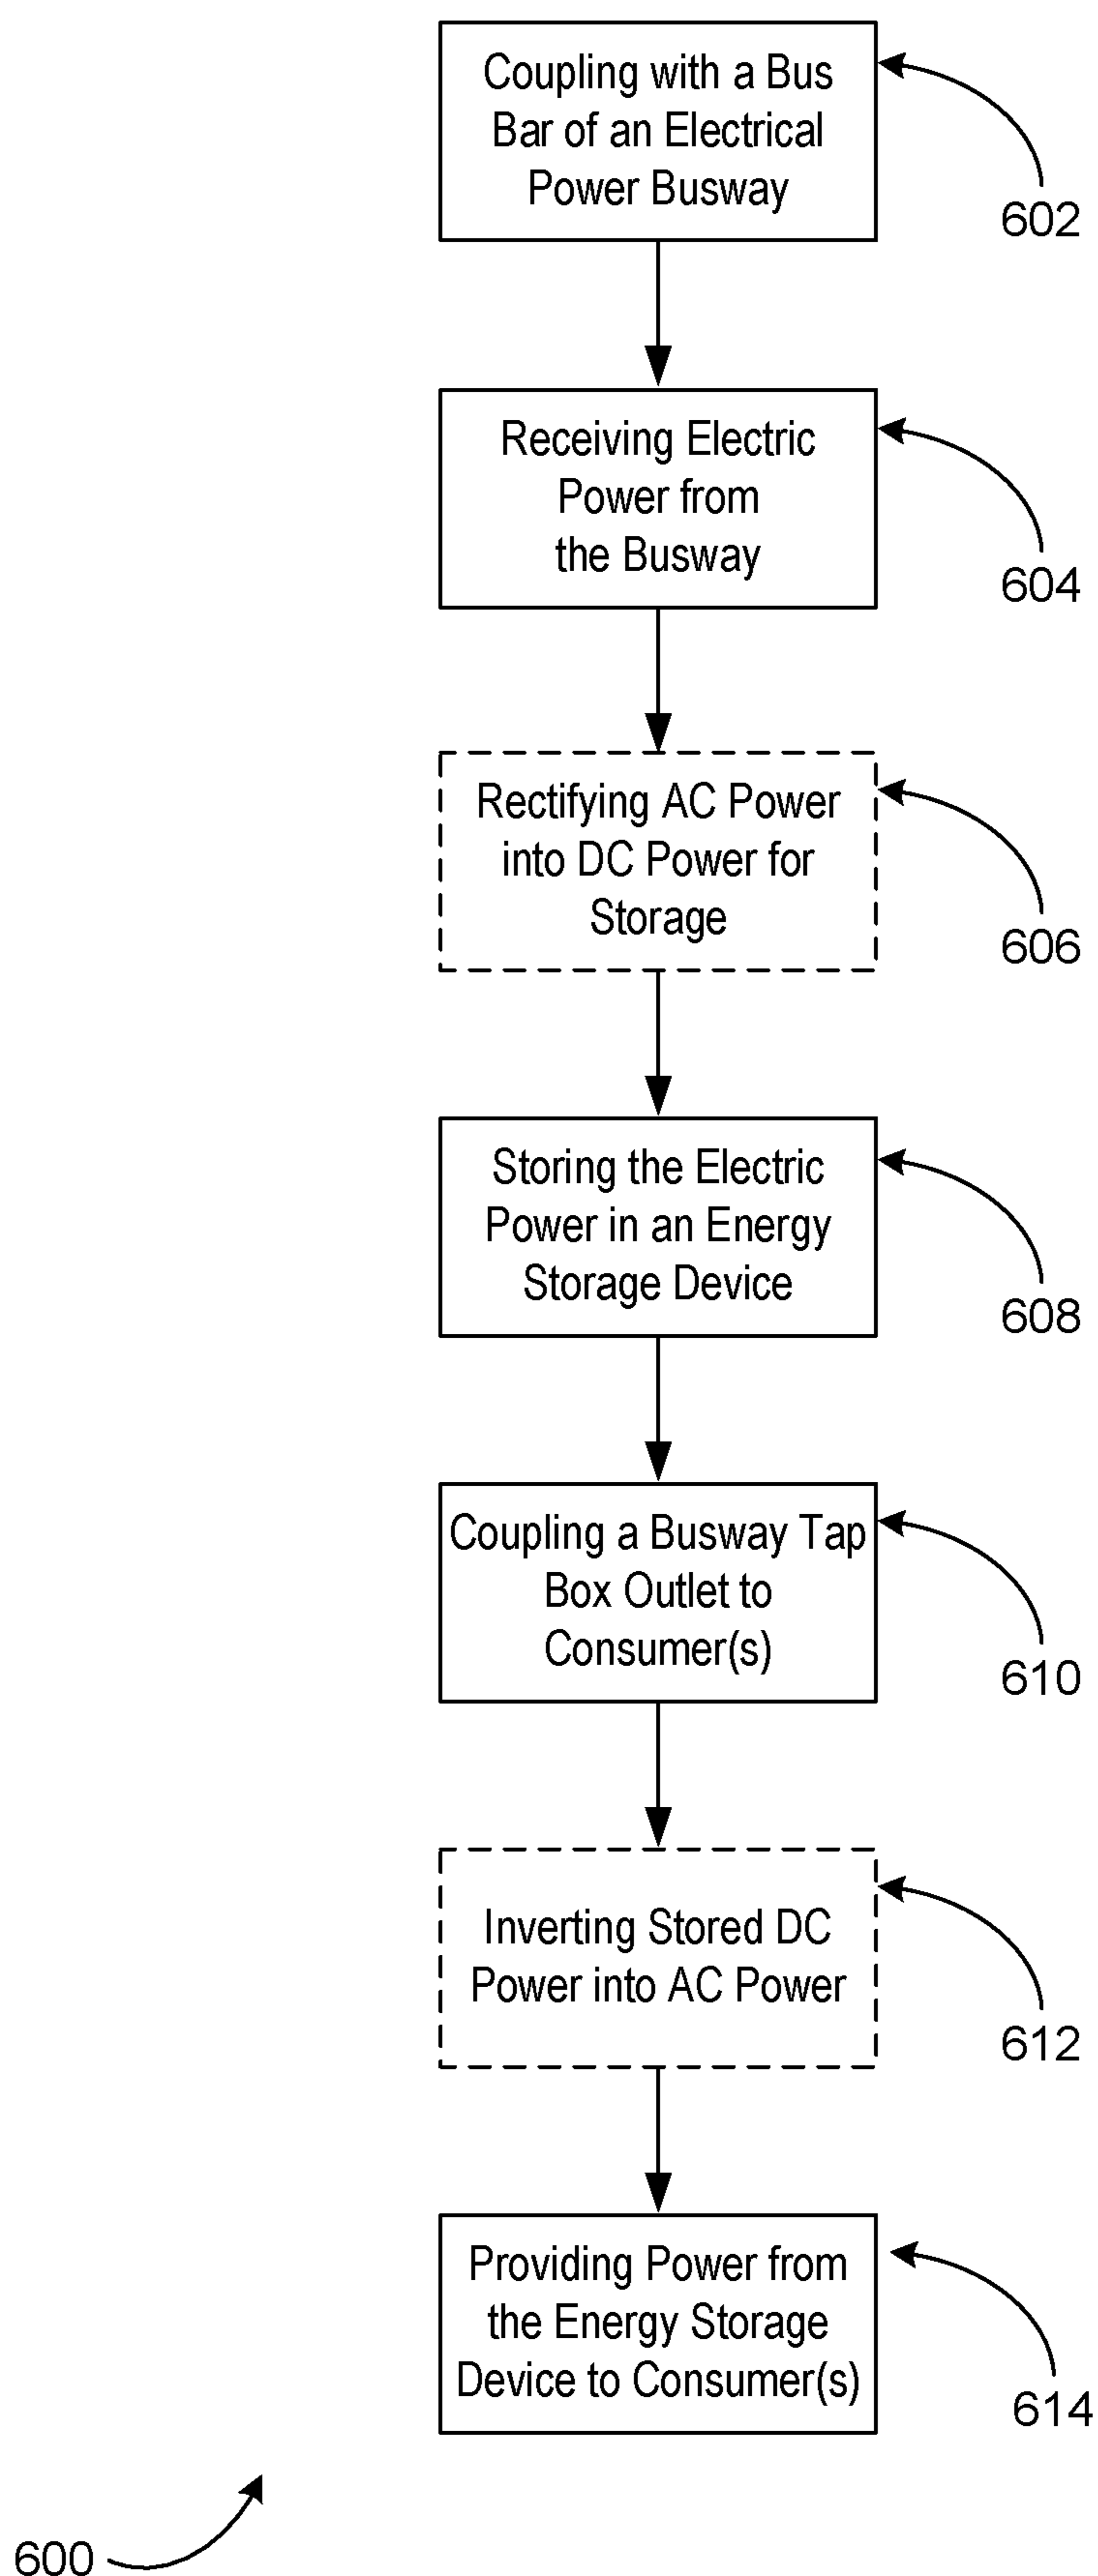 Coupling with a Bus
Bar of an Electrical
Power Busway
602
Receiving Electric
Power from
the Busway
604
Rectifying AC Power
into DC Power for
Storage
606
Storing the Electric
Power in an Energy
Storage Device
608
Coupling a Busway Tap
Box Outlet to
Consumer(s)
610
Inverting Stored DC
Power into AC Power
612
Providing Power from
the Energy Storage
Device to Consumer(s)
614
600